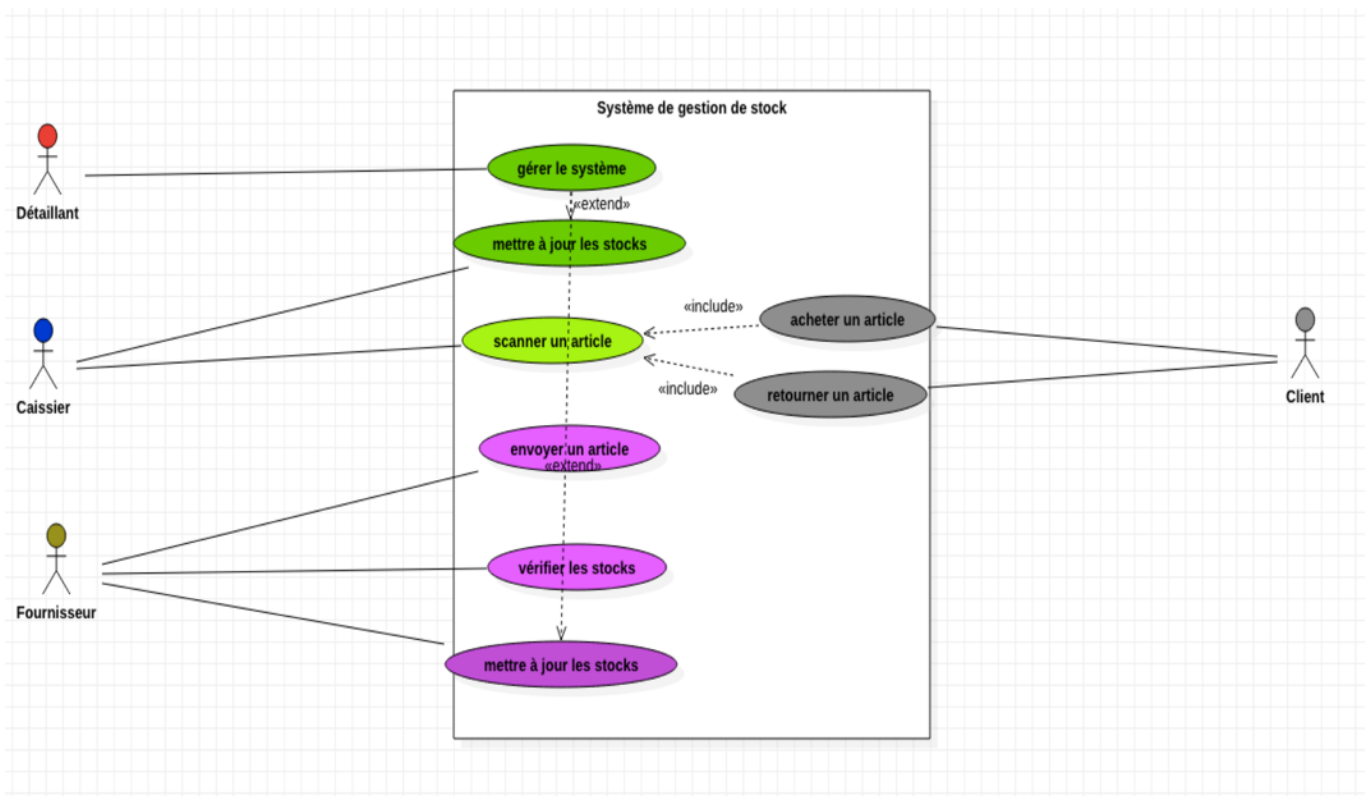 Système de gestion de stock
gérer le système
Détaillant
«extend»
mettre à jour les stocks
«include»
acheter un article
scanner un article
«include»
retourner un article
Caissier
Client
envoyer un article
«extend»
vérifier les stocks
Fournisseur
mettre à jour les stocks